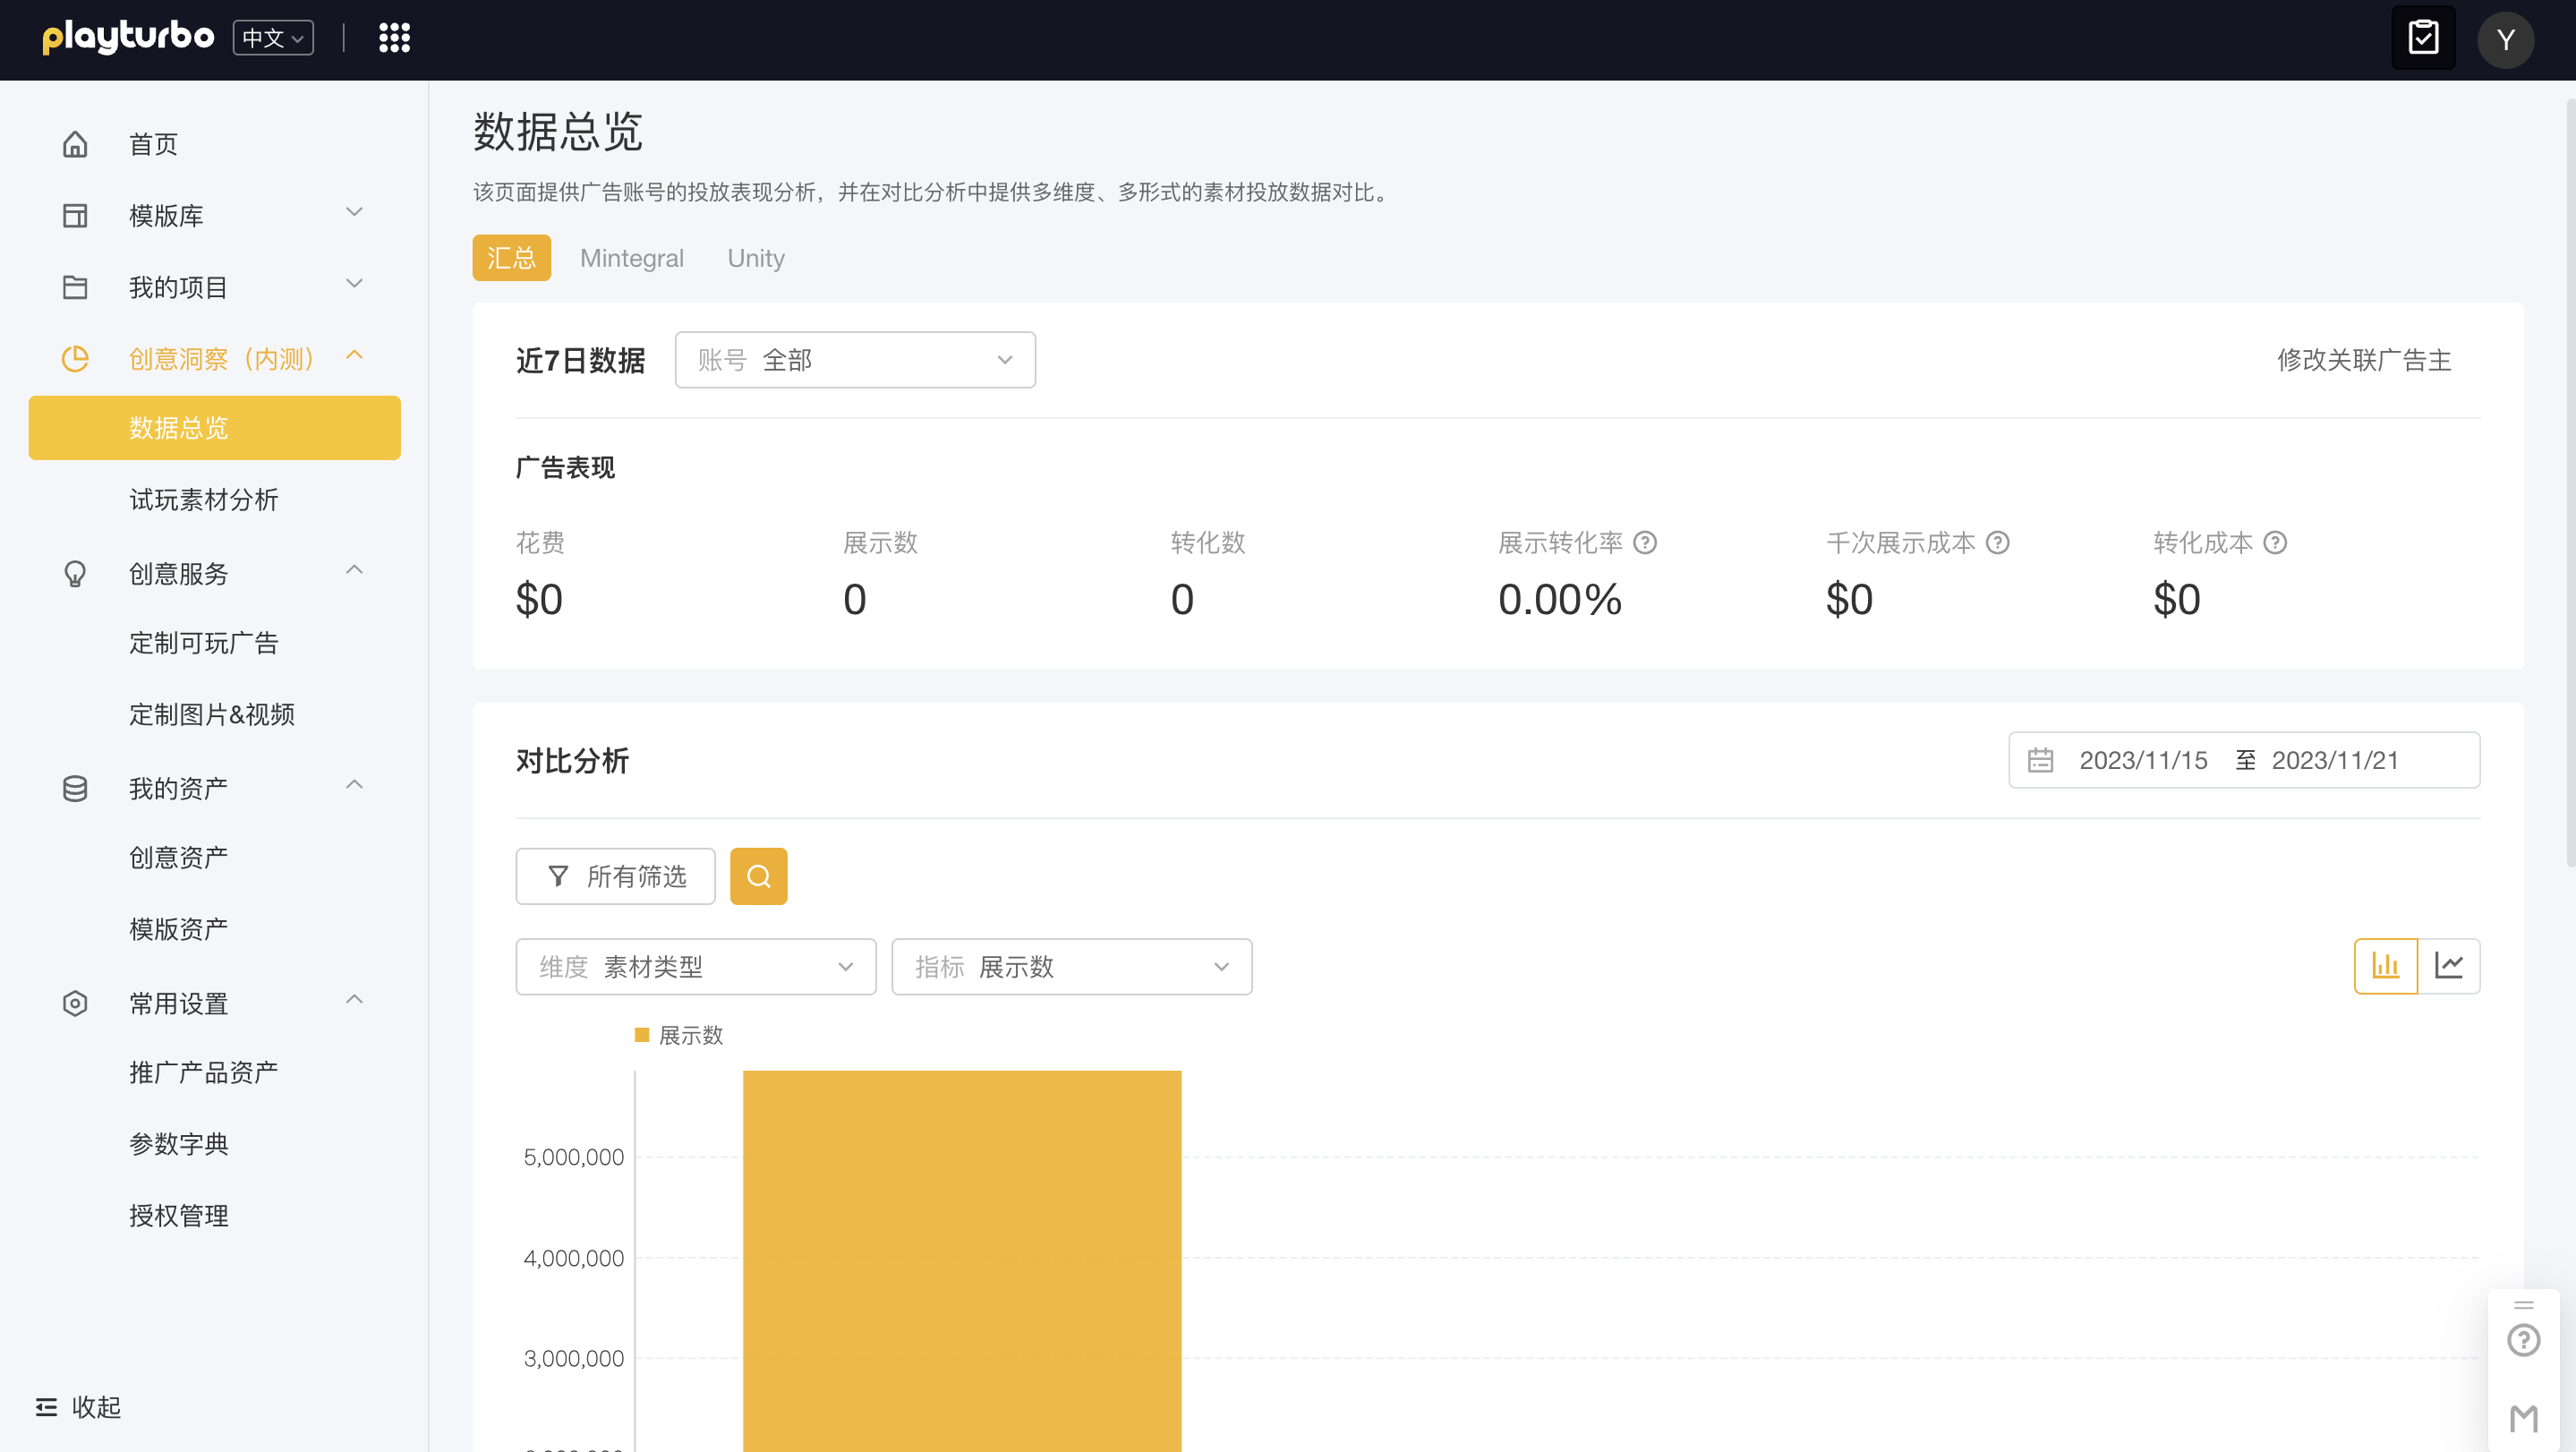 playturbo 中文
Y
首页
模版库
我的项目
创意洞察（内测）
数据总览
试玩素材分析
创意服务
定制可玩广告
定制图片&视频
我的资产
创意资产
模版资产
常用设置
推广产品资产
参数字典
授权管理
收起
数据总览
该页面提供广告账号的投放表现分析，并在对比分析中提供多维度、多形式的素材投放数据对比。
汇总 Mintegral Unity
近7日数据 账号 全部 修改关联广告主
广告表现
花费 展示数 转化数 展示转化率 千次展示成本 转化成本
$0 0 0 0.00% $0 $0
对比分析 2023/11/15 至 2023/11/21
所有筛选
维度 素材类型 指标 展示数
展示数
5,000,000
4,000,000
3,000,000